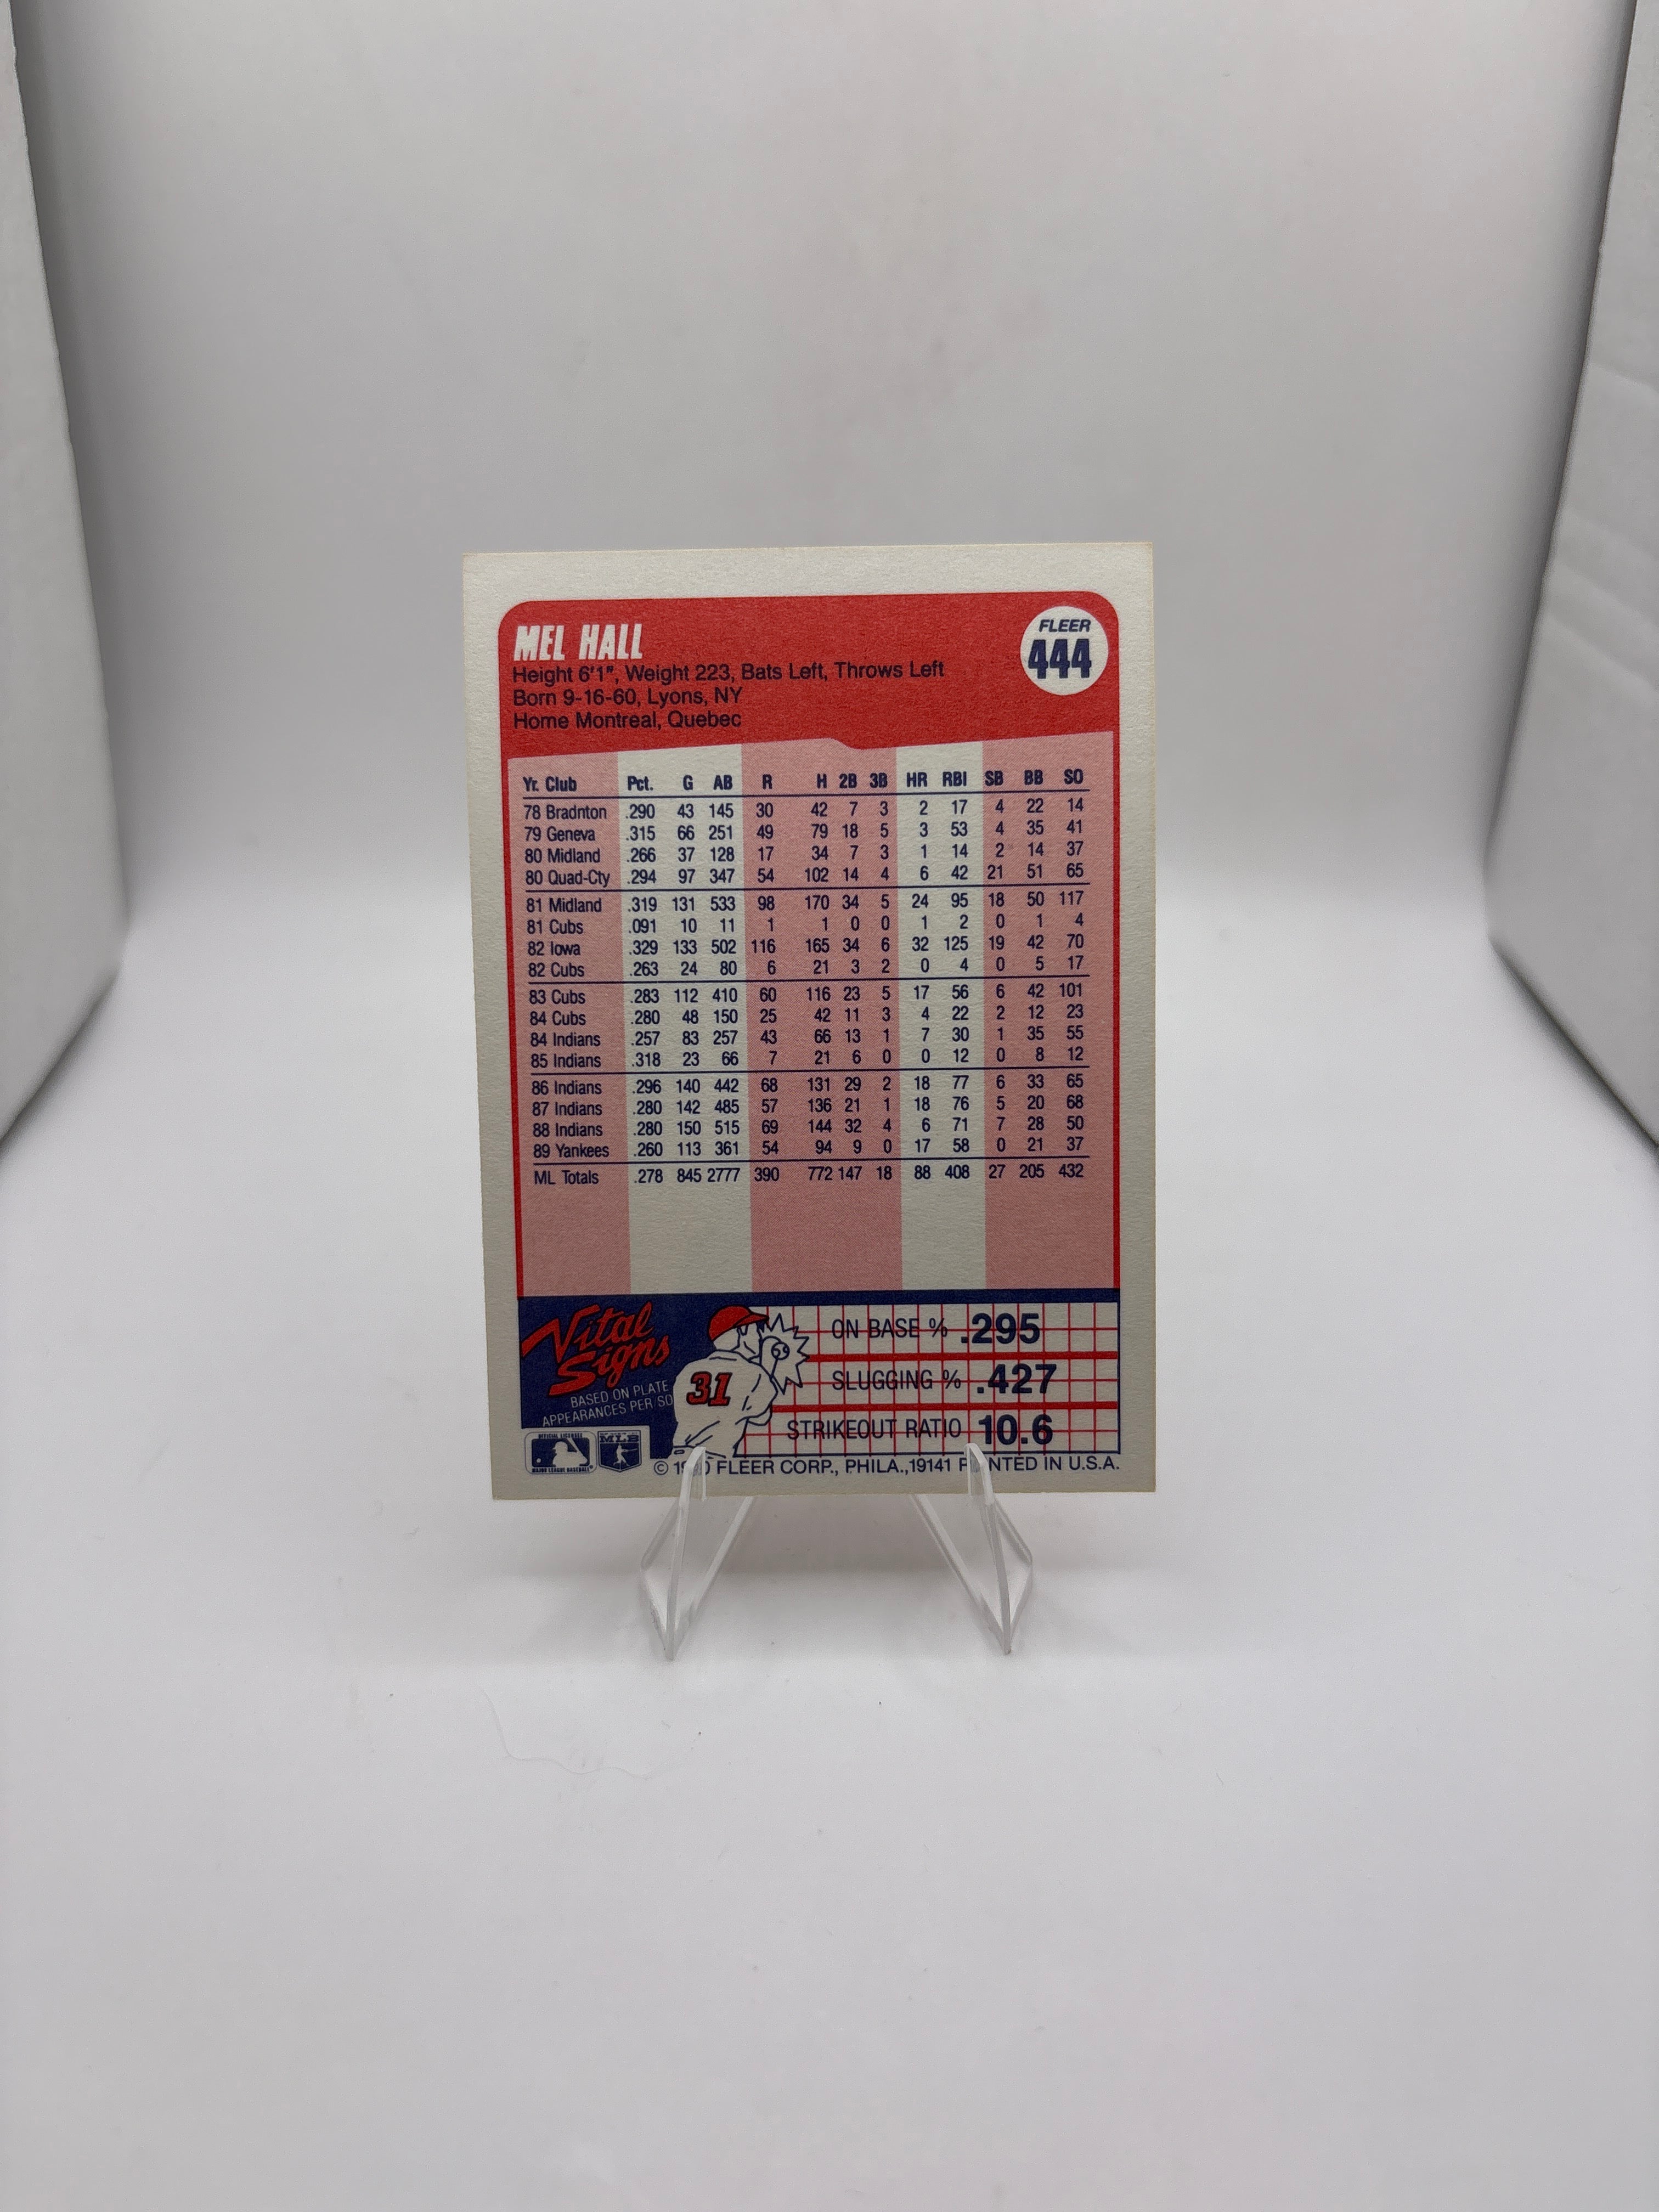 MEL HALL
FLEER
444
Height 6'1", Weight 223, Bats Left, Throws Left
Born 9-16-60, Lyons, NY
Home Montreal, Quebec
Yr. Club Pct. G AB R H 2B 3B HR RBI SB BB SO
78 Bradnton .290 43 145 30 42 7 3 2 17 4 22 14
79 Geneva .315 66 251 49 79 18 5 3 53 4 35 41
80 Midland .266 37 128 17 34 7 3 1 14 2 14 37
80 Quad-Cty .294 97 347 54 102 14 4 6 42 21 51 65
81 Midland .319 131 533 98 170 34 5 24 95 18 50 117
81 Cubs .091 10 11 1 1 0 0 1 2 0 1 4
82 Iowa .329 133 502 116 165 34 6 32 125 19 42 70
82 Cubs .263 24 80 6 21 3 2 0 4 0 5 17
83 Cubs .283 112 410 60 116 23 5 17 56 6 42 101
84 Cubs .280 48 150 25 42 11 3 4 22 2 12 23
84 Indians .257 83 257 43 66 13 1 7 30 1 35 55
85 Indians .318 23 66 7 21 6 0 0 12 0 8 12
86 Indians .296 140 442 68 131 29 2 18 77 6 33 65
87 Indians .280 142 485 57 136 21 1 18 76 5 20 68
88 Indians .280 150 515 69 144 32 4 6 71 7 28 50
89 Yankees .260 113 361 54 94 9 0 17 58 0 21 37
ML Totals .278 845 2777 390 772 147 18 88 408 27 205 432
Vital Signs
BASED ON PLATE
APPEARANCES PER/SO
31
ON BASE % .295
SLUGGING % .427
STRIKEOUT RATIO 10.6
OFFICIAL LICENSEE
MAJOR LEAGUE BASEBALL
MLB
© FLEER CORP., PHILA., 19141 IN U.S.A.